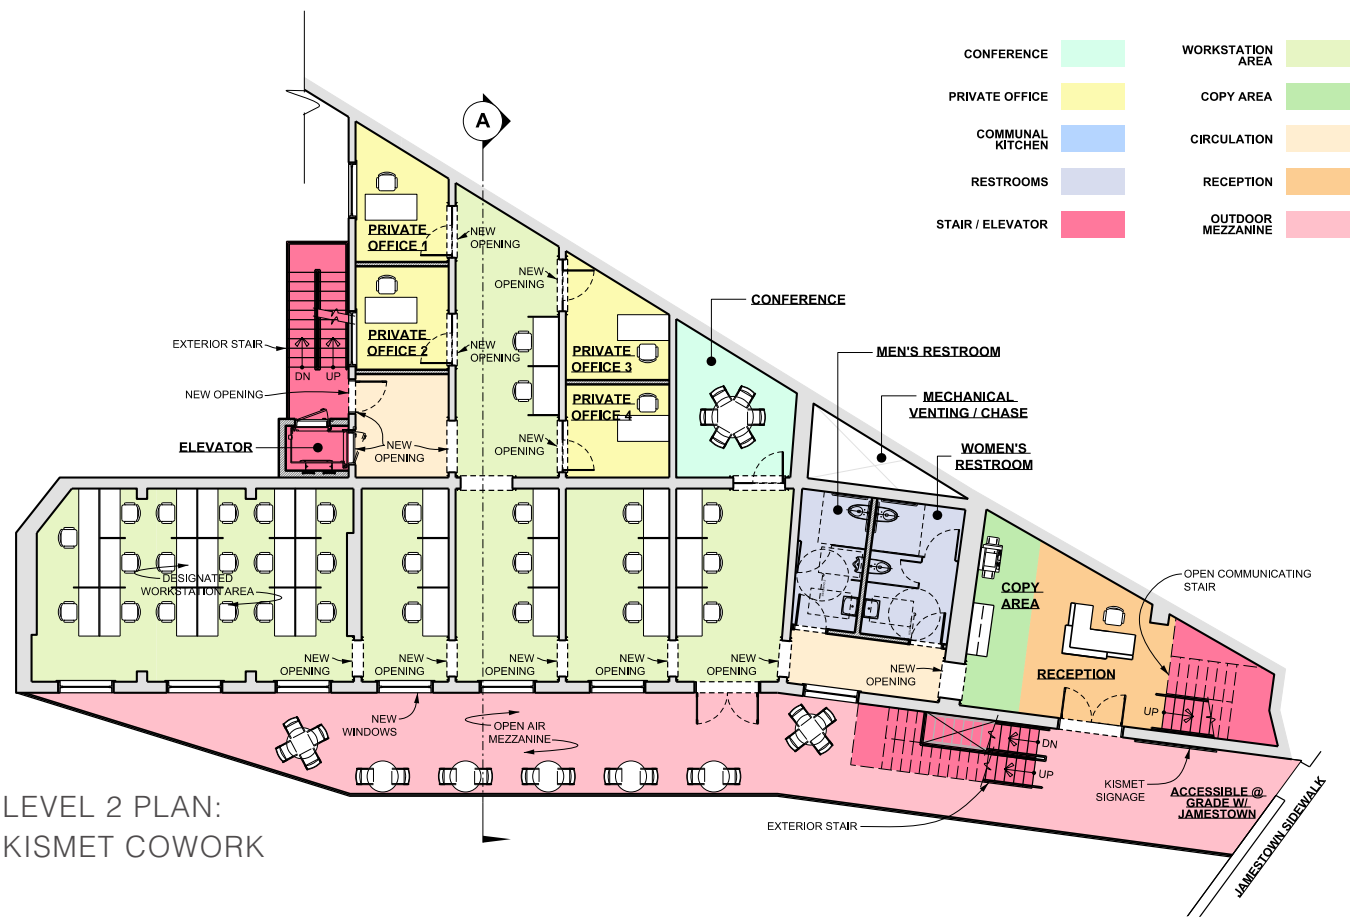 CONFERENCE
PRIVATE OFFICE
COMMUNAL
KITCHEN
RESTROOMS
STAIR / ELEVATOR
WORKSTATION
AREA
COPY AREA
CIRCULATION
RECEPTION
OUTDOOR
MEZZANINE
A
PRIVATE
OFFICE 1
NEW
OPENING
NEW
OPENING
PRIVATE
OFFICE 2
NEW
OPENING
PRIVATE
OFFICE 3
PRIVATE
OFFICE 4
NEW
OPENING
CONFERENCE
MEN'S RESTROOM
MECHANICAL
VENTING / CHASE
WOMEN'S
RESTROOM
EXTERIOR STAIR
DN
UP
NEW OPENING
ELEVATOR
NEW
OPENING
DESIGNATED
WORKSTATION AREA
NEW
OPENING
NEW
OPENING
NEW
OPENING
NEW
OPENING
NEW
OPENING
NEW
OPENING
COPY
AREA
RECEPTION
OPEN COMMUNICATING
STAIR
UP
NEW
WINDOWS
OPEN AIR
MEZZANINE
DN
UP
EXTERIOR STAIR
KISMET
SIGNAGE
ACCESSIBLE @
GRADE W/
JAMESTOWN
JAMESTOWN SIDEWALK
LEVEL 2 PLAN:
KISMET COWORK